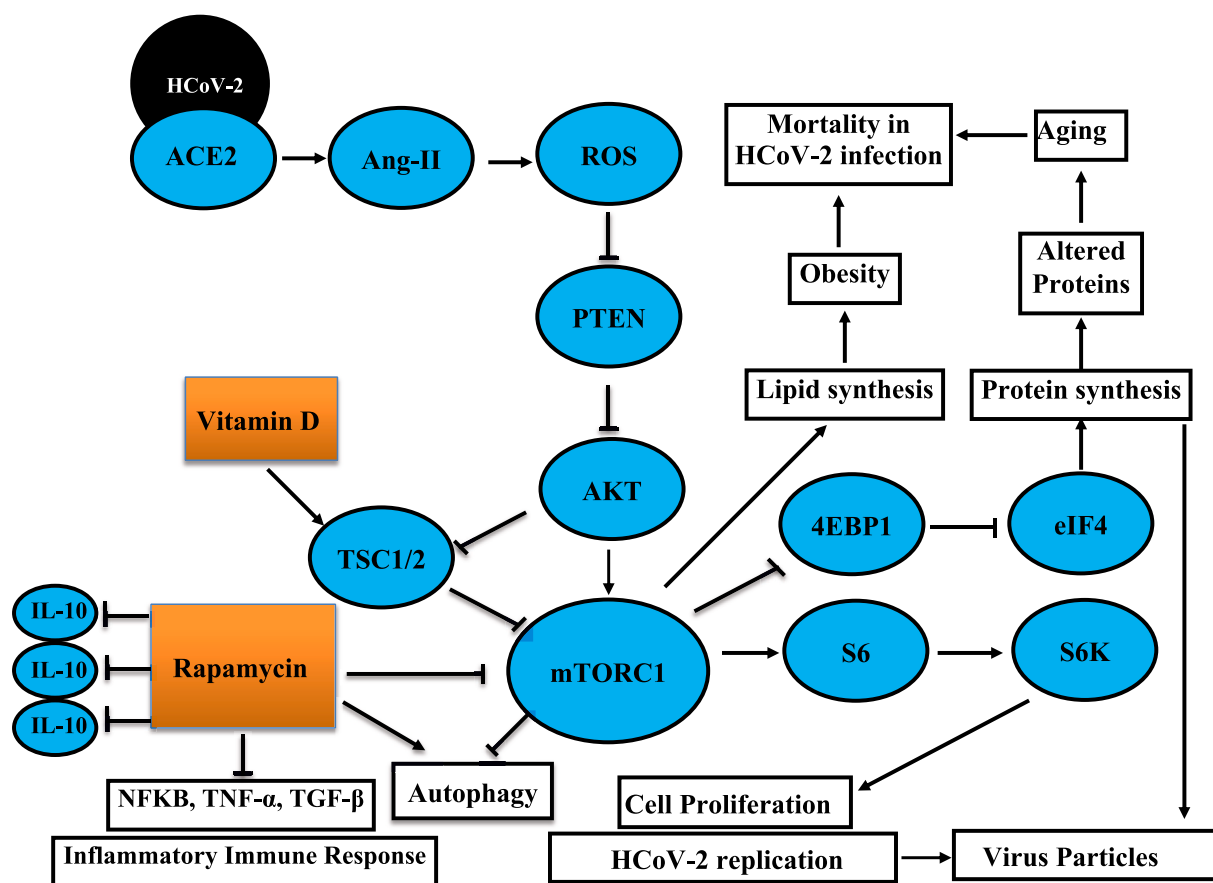 HCoV-2
ACE2
Ang-II
ROS
Mortality in
HCoV-2 infection
Aging
PTEN
Obesity
Altered
Proteins
Vitamin D
Lipid synthesis
Protein synthesis
AKT
4EBP1
eIF4
TSC1/2
IL-10
IL-10
IL-10
Rapamycin
mTORC1
S6
S6K
NFKB, TNF-α, TGF-β
Autophagy
Cell Proliferation
Inflammatory Immune Response
HCoV-2 replication
Virus Particles